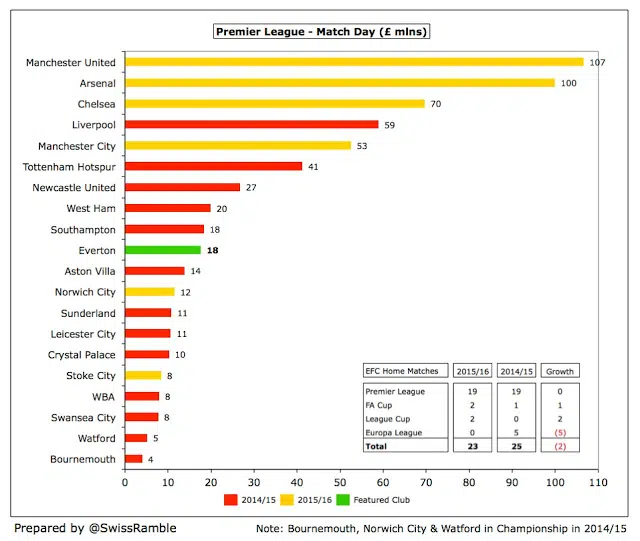 Premier League - Match Day (£ mlns)
Manchester United 107
Arsenal 100
Chelsea 70
Liverpool 59
Manchester City 53
Tottenham Hotspur 41
Newcastle United 27
West Ham 20
Southampton 18
Everton 18
Aston Villa 14
Norwich City 12
Sunderland 11
Leicester City 11
Crystal Palace 10
Stoke City 8
WBA 8
Swansea City 8
Watford 5
Bournemouth 4
0 10 20 30 40 50 60 70 80 90 100 110
EFC Home Matches 2015/16 2014/15 Growth
Premier League 19 19 0
FA Cup 2 1 1
League Cup 2 0 2
Europa League 0 5 (5)
Total 23 25 (2)
2014/15 2015/16 Featured Club
Prepared by @SwissRamble
Note: Bournemouth, Norwich City & Watford in Championship in 2014/15